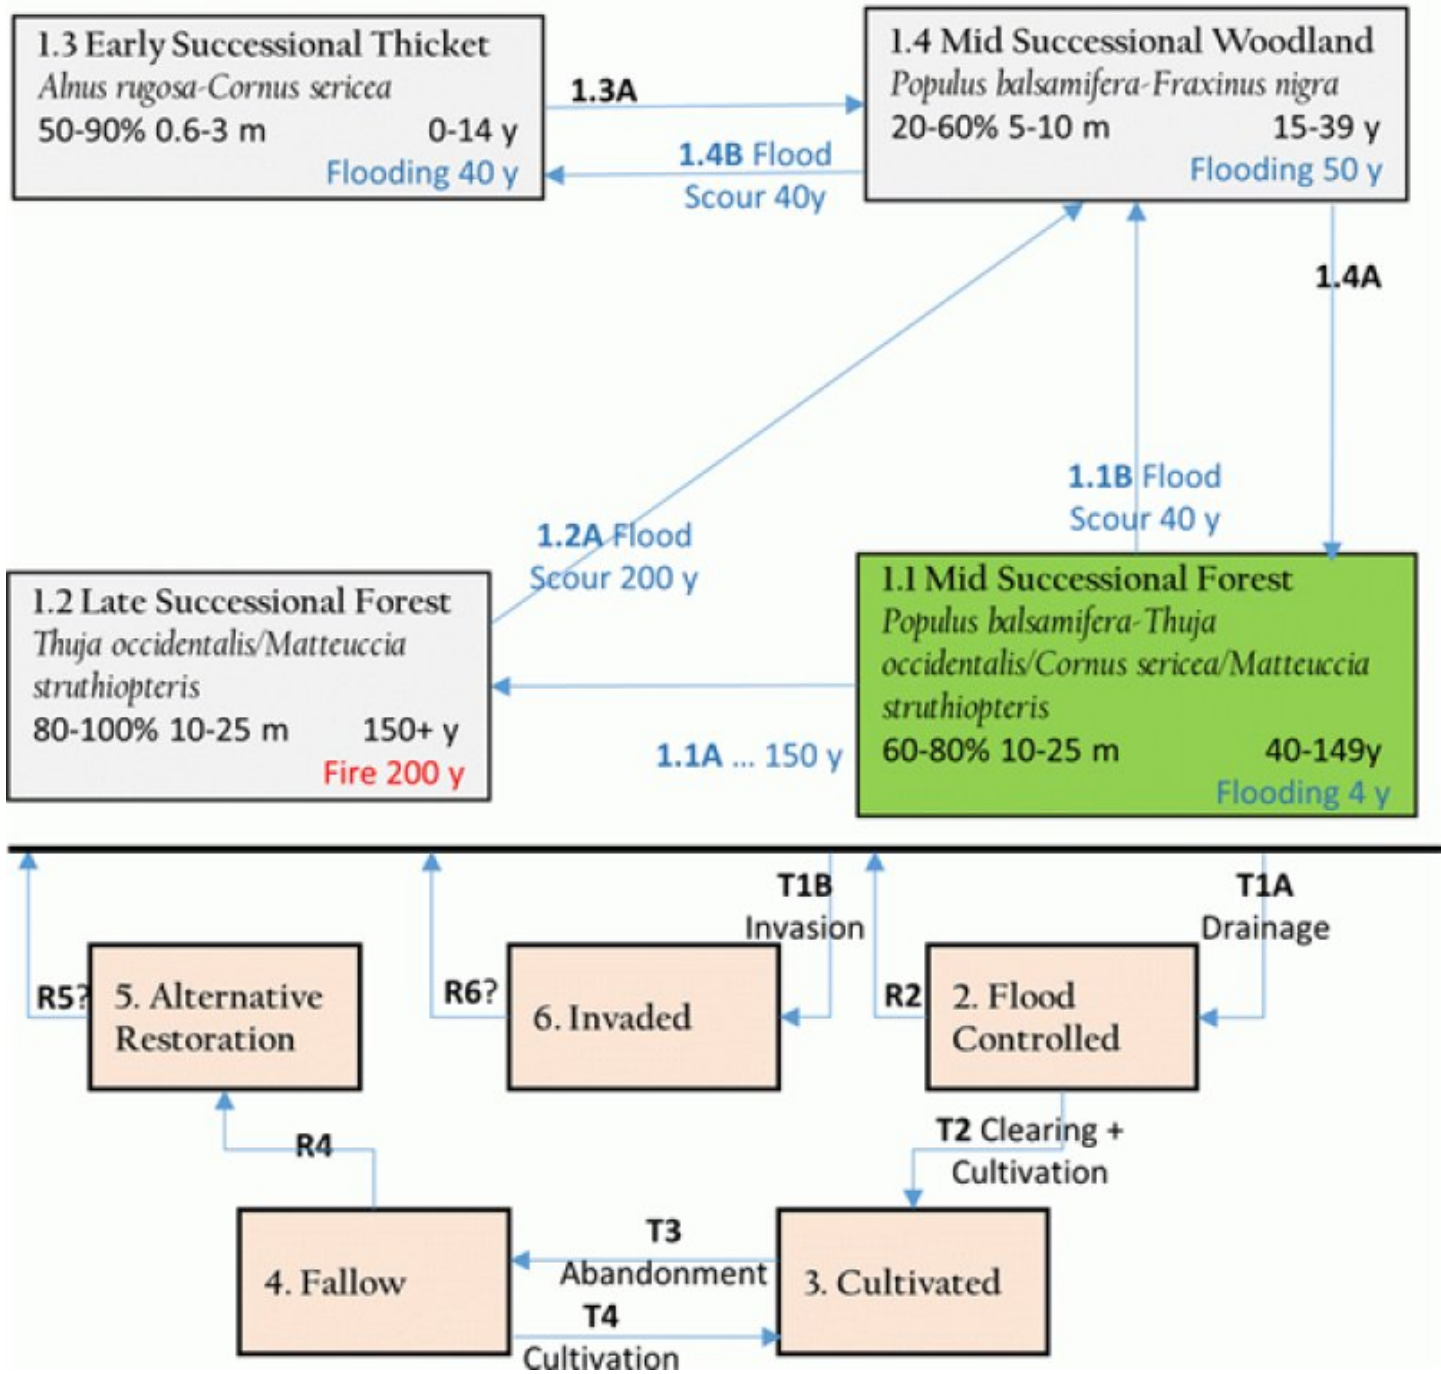 1.3 Early Successional Thicket
Alnus rugosa-Cornus sericea
50-90% 0.6-3 m 0-14 y
Flooding 40 y
1.3A
1.4B Flood
Scour 40y
1.4 Mid Successional Woodland
Populus balsamifera-Fraxinus nigra
20-60% 5-10 m 15-39 y
Flooding 50 y
1.4A
1.2A Flood
Scour 200 y
1.1B Flood
Scour 40 y
1.2 Late Successional Forest
Thuja occidentalis/Matteuccia
struthiopteris
80-100% 10-25 m 150+ y
Fire 200 y
1.1A ... 150 y
1.1 Mid Successional Forest
Populus balsamifera-Thuja
occidentalis/Cornus sericea/Matteuccia
struthiopteris
60-80% 10-25 m 40-149y
Flooding 4 y
T1B
Invasion
T1A
Drainage
R5?
5. Alternative
Restoration
R6?
6. Invaded
R2
2. Flood
Controlled
R4
T2 Clearing +
Cultivation
4. Fallow
T3
Abandonment
T4
Cultivation
3. Cultivated